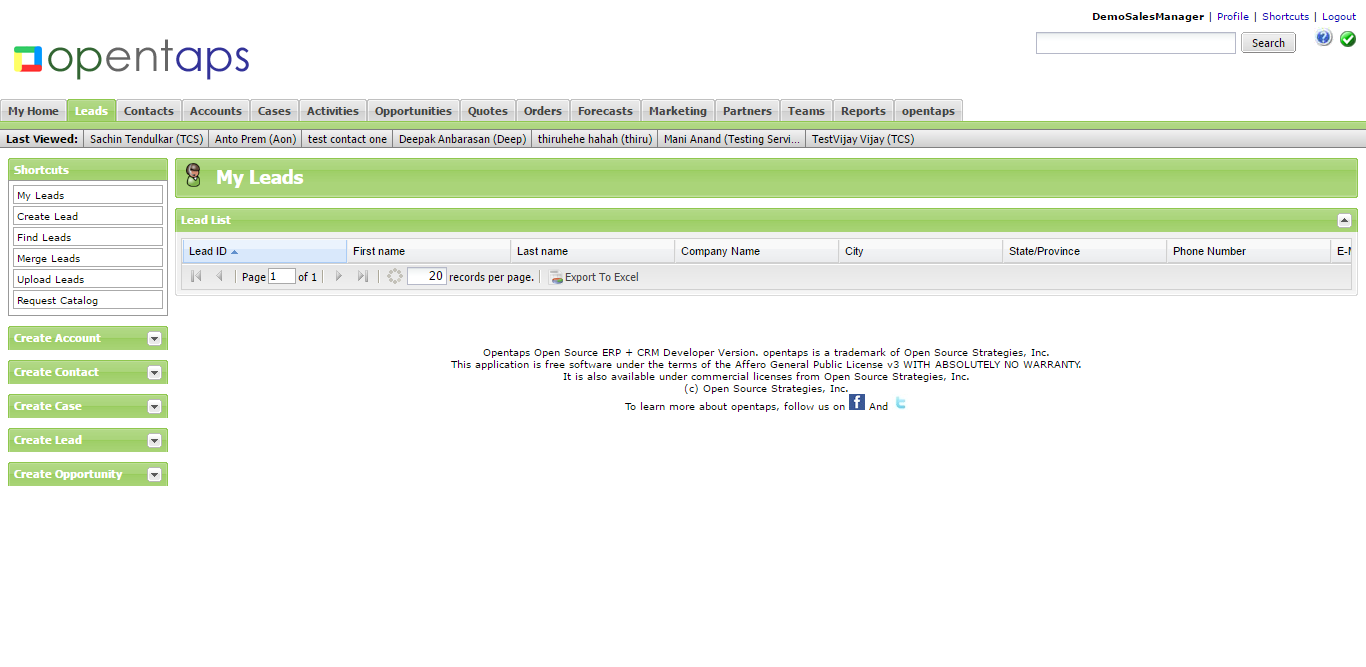 DemoSalesManager | Profile | Shortcuts | Logout
opentaps
Search
My Home Leads Contacts Accounts Cases Activities Opportunities Quotes Orders Forecasts Marketing Partners Teams Reports opentaps
Last Viewed: Sachin Tendulkar (TCS) Anto Prem (Aon) test contact one Deepak Anbarasan (Deep) thiruhehe hahah (thiru) Mani Anand (Testing Servi... TestVijay Vijay (TCS)
Shortcuts
My Leads
Create Lead
Find Leads
Merge Leads
Upload Leads
Request Catalog
Create Account
Create Contact
Create Case
Create Lead
Create Opportunity
My Leads
Lead List
Lead ID First name Last name Company Name City State/Province Phone Number
Page 1 of 1 20 records per page. Export To Excel
Opentaps Open Source ERP + CRM Developer Version. opentaps is a trademark of Open Source Strategies, Inc.
This application is free software under the terms of the Affero General Public License v3 WITH ABSOLUTELY NO WARRANTY.
It is also available under commercial licenses from Open Source Strategies, Inc.
(c) Open Source Strategies, Inc.
To learn more about opentaps, follow us on f And t